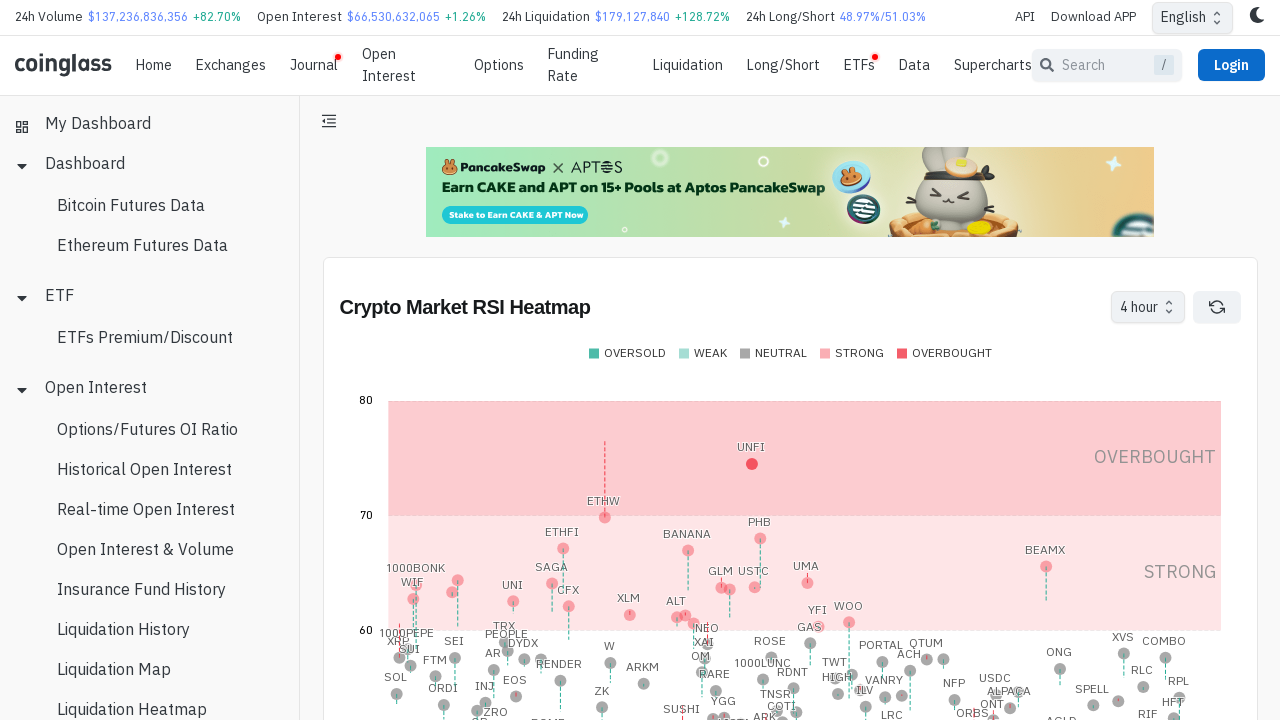 24h Volume $137,236,836,356 +82.70% Open Interest $66,530,632,065 +1.26% 24h Liquidation $179,127,840 +128.72% 24h Long/Short 48.97%/51.03% API Download APP English
coinglass Home Exchanges Journal Open Interest Options Funding Rate Liquidation Long/Short ETFs Data Supercharts Search / Login
My Dashboard
Dashboard
Bitcoin Futures Data
Ethereum Futures Data
ETF
ETFs Premium/Discount
Open Interest
Options/Futures OI Ratio
Historical Open Interest
Real-time Open Interest
Open Interest & Volume
Insurance Fund History
Liquidation History
Liquidation Map
Liquidation Heatmap
PancakeSwap × APTOS
Earn CAKE and APT on 15+ Pools at Aptos PancakeSwap
Stake to Earn CAKE & APT Now
Crypto Market RSI Heatmap 4 hour
OVERSOLD WEAK NEUTRAL STRONG OVERBOUGHT
80
UNFI
OVERBOUGHT
ETHW
70
PHB
ETHFI BANANA
BEAMX
1000BONK SAGA GLM USTC UMA STRONG
WIF UNI CFX
XLM ALT YFI WOO
60
TRX NEO GAS
1000PEPE PEOPLE
XRP SEI DYDX XAI ROSE PORTAL QTUM XVS COMBO
SUI AR W OM ACH ONG
FTM RENDER ARKM 1000LUNC TWT
SOL EOS RARE RDNT HIGH VANRY NFP USDC RLC RPL
ORDI INJ ZK TNSR ILV ALPACA SPELL
YGG COTI ONT HFT
SUSHI ZRO ARK LRC ORBS RIF